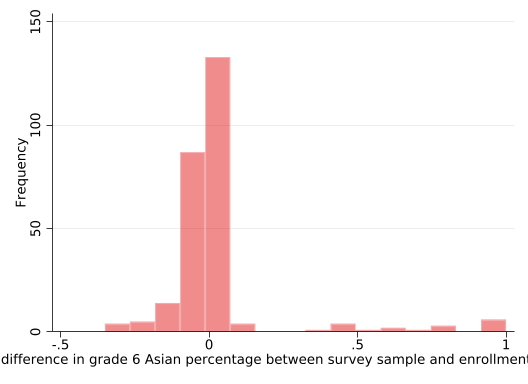 150
100
50
0
Frequency
-.5 0 .5 1
difference in grade 6 Asian percentage between survey sample and enrollment